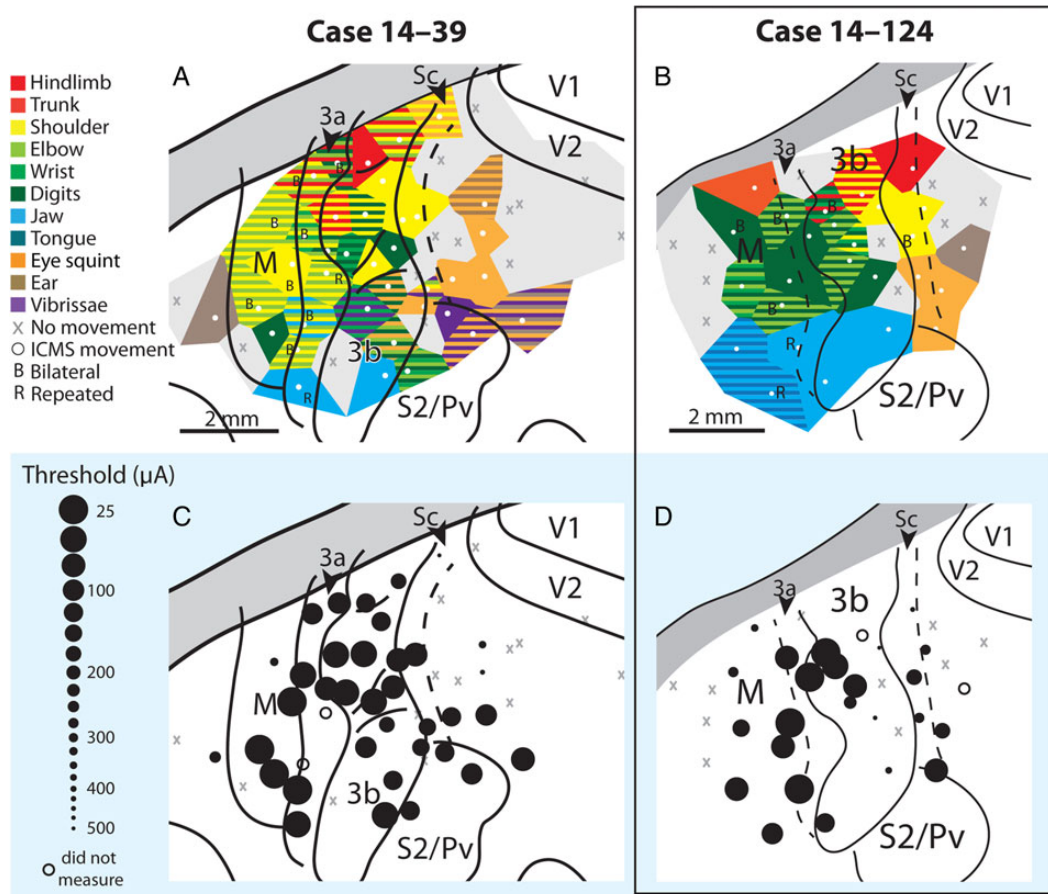 Case 14–39
Case 14–124
A
Sc
V1
V2
3a
B
B
B
B
B
M
R
B
B
B
3b
R
S2/Pv
2 mm
Hindlimb
Trunk
Shoulder
Elbow
Wrist
Digits
Jaw
Tongue
Eye squint
Ear
Vibrissae
x No movement
O ICMS movement
B Bilateral
R Repeated
B
Sc
V1
V2
3a
3b
B
B
B
M
B
B
R
R
S2/Pv
2 mm
Threshold (μA)
25
100
200
300
400
500
did not
measure
C
Sc
V1
V2
3a
M
3b
S2/Pv
D
Sc
V1
V2
3a
3b
M
S2/Pv